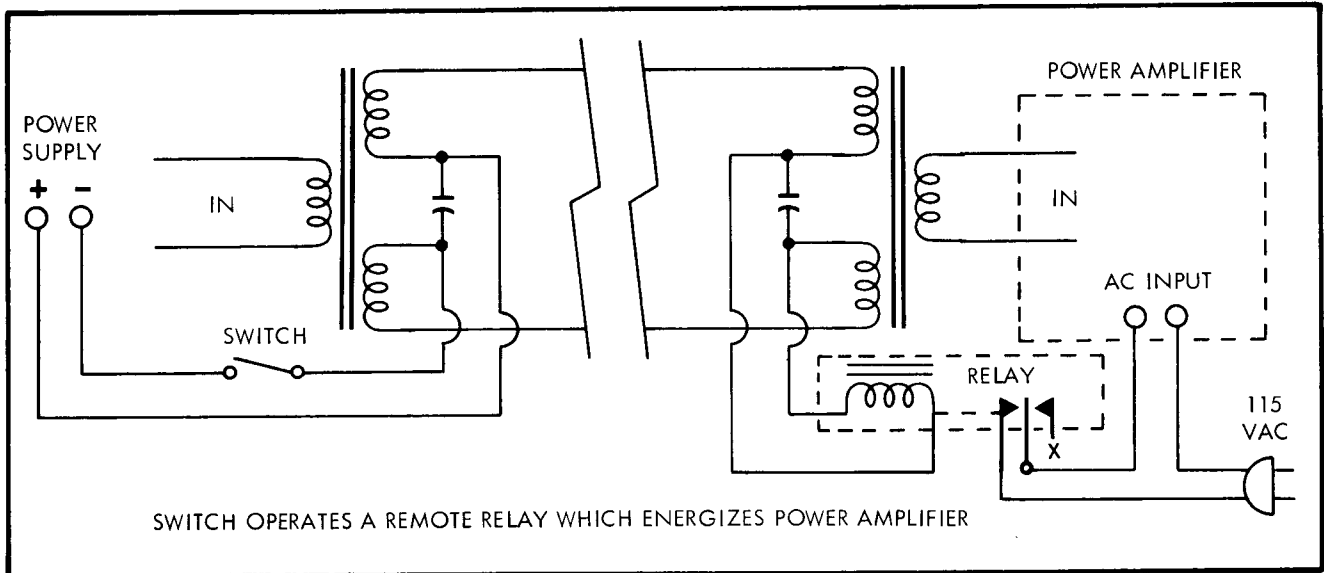 POWER AMPLIFIER
POWER
SUPPLY
+ -
IN
IN
AC INPUT
SWITCH
RELAY
X
115
VAC
SWITCH OPERATES A REMOTE RELAY WHICH ENERGIZES POWER AMPLIFIER